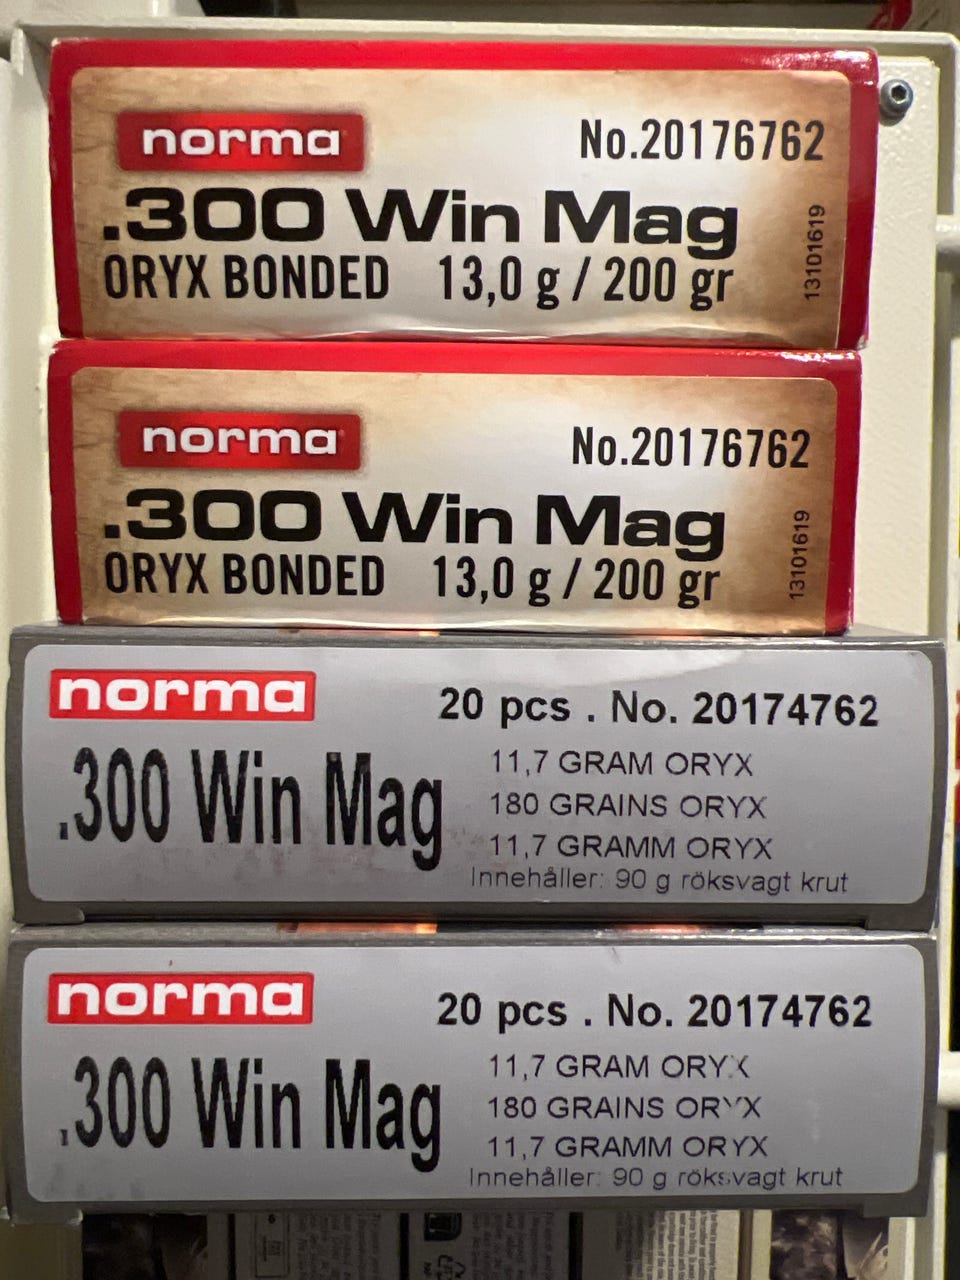 norma
No.20176762
.300 Win Mag
ORYX BONDED 13,0 g / 200 gr
13101619
norma
No.20176762
.300 Win Mag
ORYX BONDED 13,0 g / 200 gr
13101619
norma
20 pcs . No. 20174762
.300 Win Mag
11,7 GRAM ORYX
180 GRAINS ORYX
11,7 GRAMM ORYX
Innehåller: 90 g röksvagt krut
norma
20 pcs . No. 20174762
.300 Win Mag
11,7 GRAM ORYX
180 GRAINS ORYX
11,7 GRAMM ORYX
Innehåller: 90 g röksvagt krut